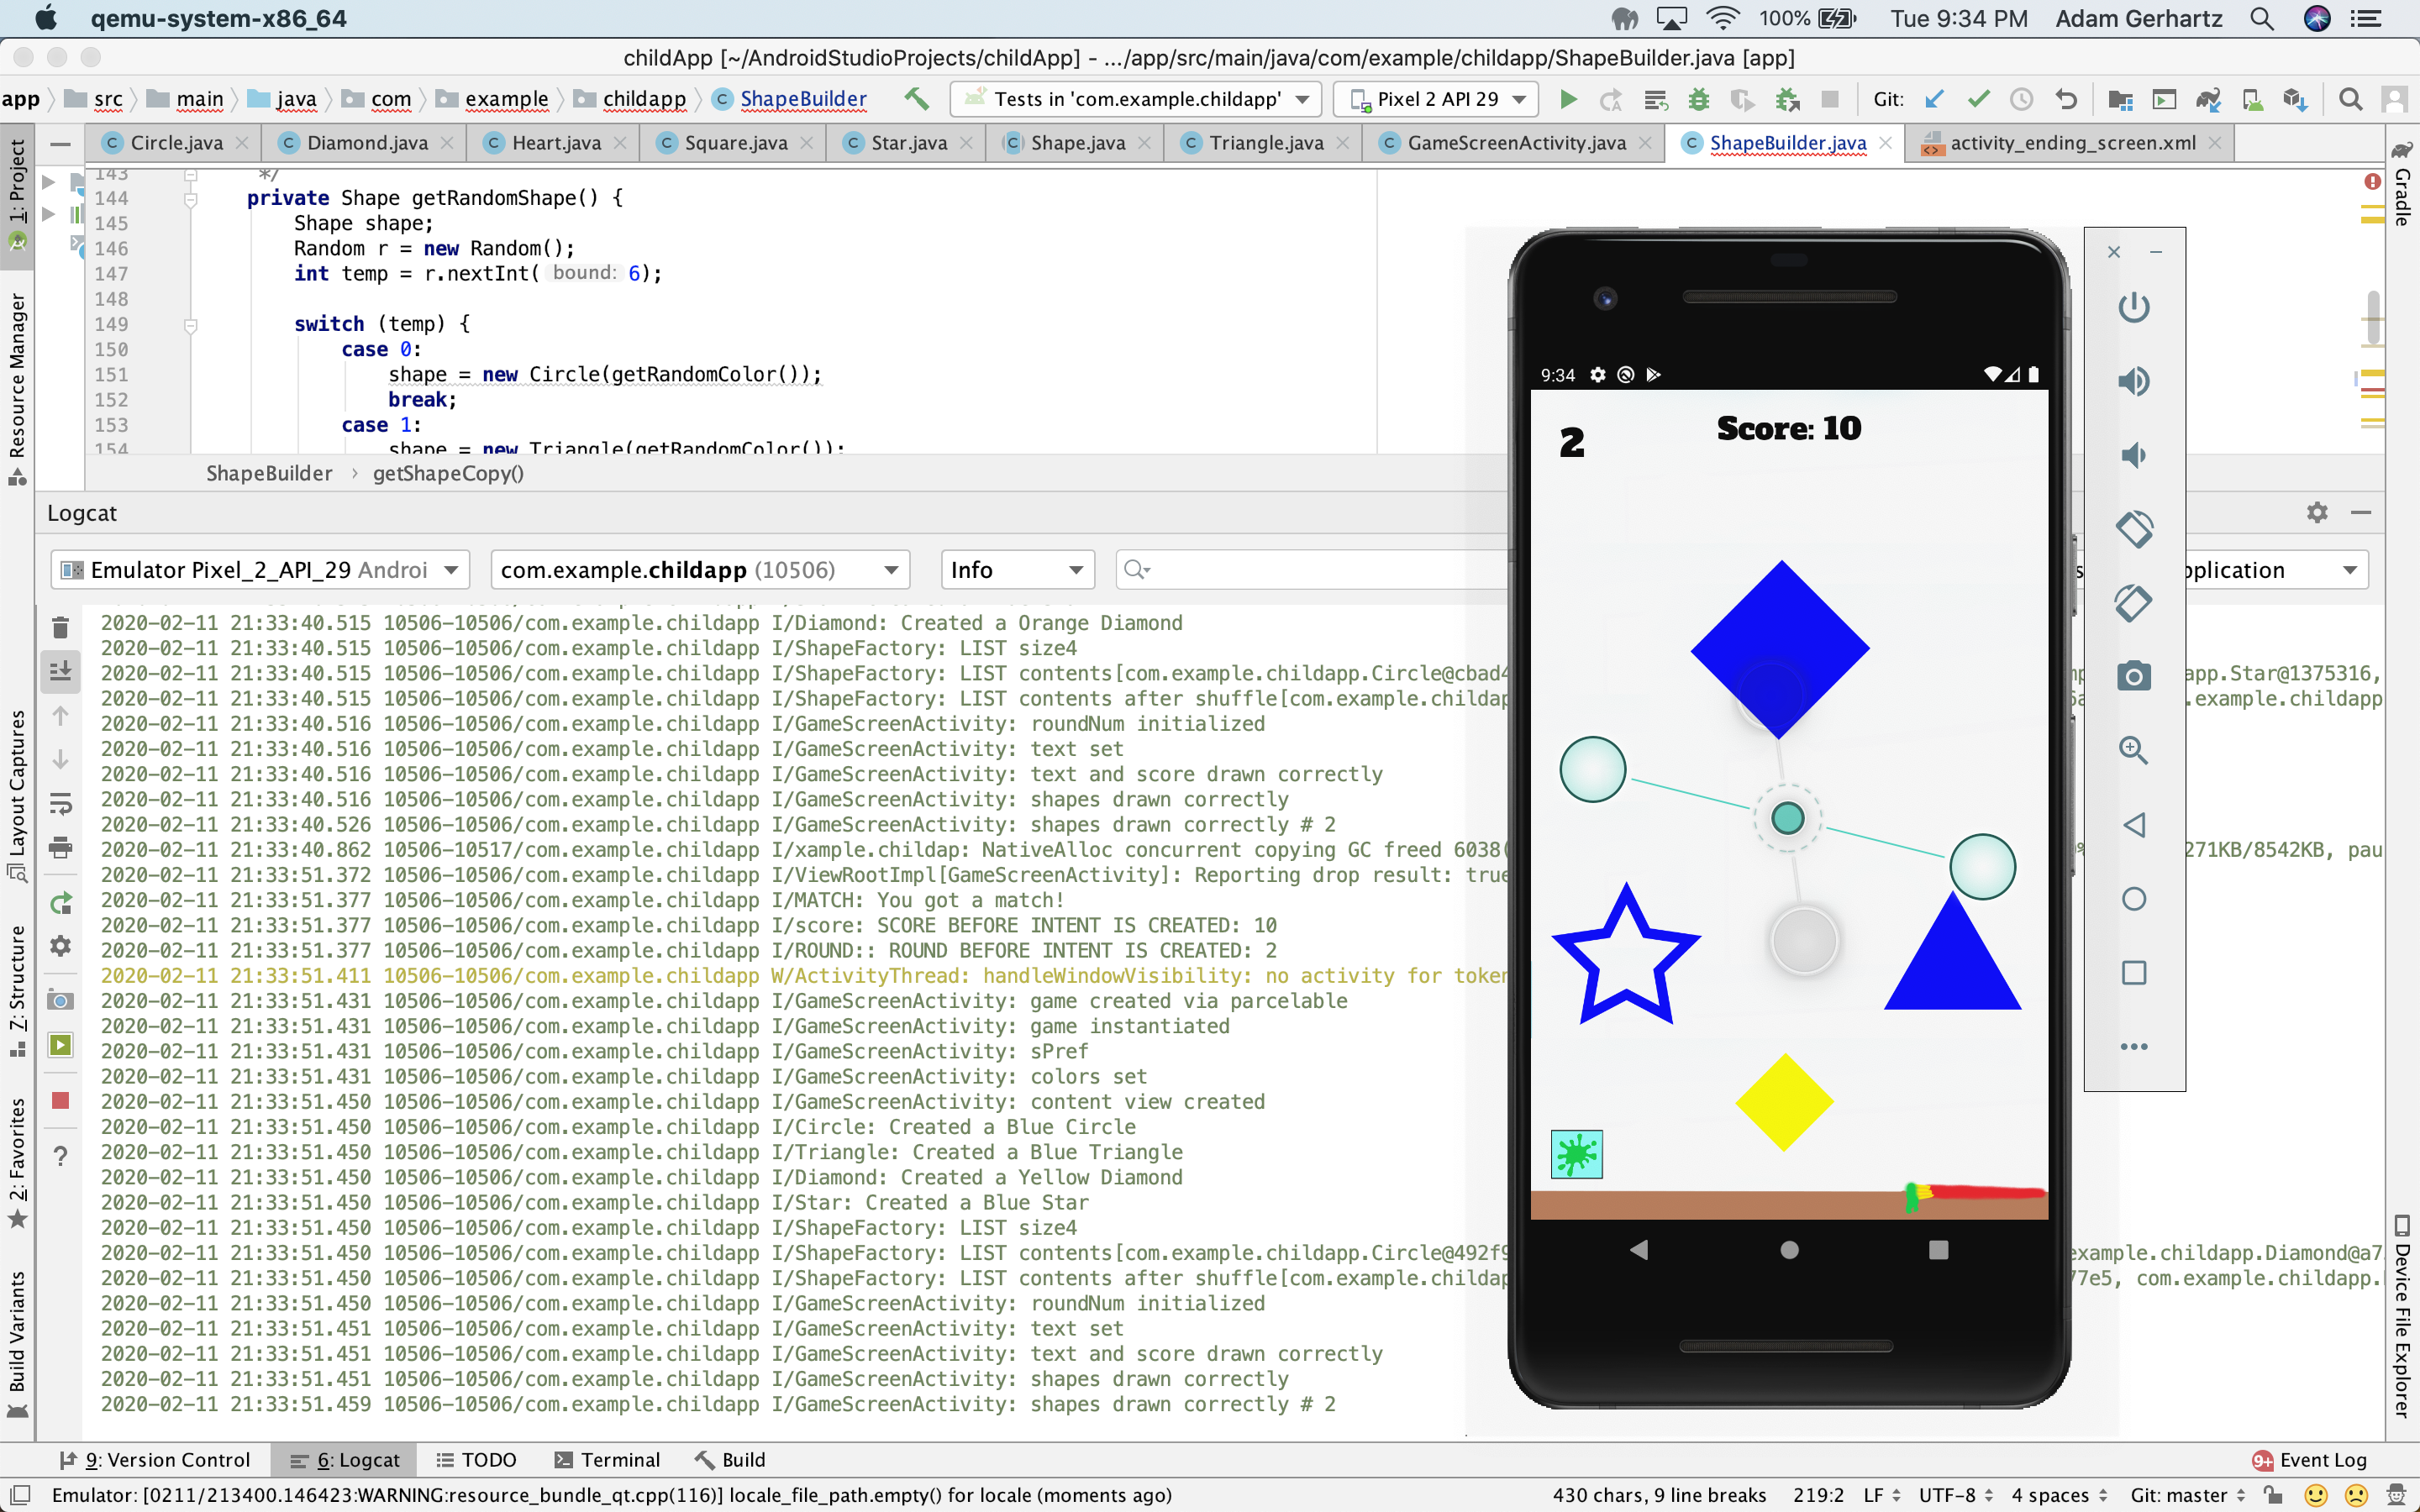 qemu-system-x86_64
100%
Tue 9:34 PM
Adam Gerhartz
childApp [~/AndroidStudioProjects/childApp] - .../app/src/main/java/com/example/childapp/ShapeBuilder.java [app]
app
src
main
java
com
example
childapp
ShapeBuilder
Tests in 'com.example.childapp'
Pixel 2 API 29
Git:
Circle.java
Diamond.java
Heart.java
Square.java
Star.java
Shape.java
Triangle.java
GameScreenActivity.java
ShapeBuilder.java
activity_ending_screen.xml
1: Project
Resource Manager
Layout Captures
7: Structure
2: Favorites
Build Variants
Gradle
Device File Explorer
143 */
144 private Shape getRandomShape() {
145 Shape shape;
146 Random r = new Random();
147 int temp = r.nextInt( bound: 6);
148
149 switch (temp) {
150 case 0:
151 shape = new Circle(getRandomColor());
152 break;
153 case 1:
154 shape = new Triangle(getRandomColor());
ShapeBuilder › getShapeCopy()
Logcat
Emulator Pixel_2_API_29 Androi
com.example.childapp (10506)
Info
pplication
2020-02-11 21:33:40.515 10506-10506/com.example.childapp I/Diamond: Created a Orange Diamond
2020-02-11 21:33:40.515 10506-10506/com.example.childapp I/ShapeFactory: LIST size4
2020-02-11 21:33:40.515 10506-10506/com.example.childapp I/ShapeFactory: LIST contents[com.example.childapp.Circle@cbad4 app.Star@1375316,
2020-02-11 21:33:40.515 10506-10506/com.example.childapp I/ShapeFactory: LIST contents after shuffle[com.example.childap .example.childapp
2020-02-11 21:33:40.516 10506-10506/com.example.childapp I/GameScreenActivity: roundNum initialized
2020-02-11 21:33:40.516 10506-10506/com.example.childapp I/GameScreenActivity: text set
2020-02-11 21:33:40.516 10506-10506/com.example.childapp I/GameScreenActivity: text and score drawn correctly
2020-02-11 21:33:40.516 10506-10506/com.example.childapp I/GameScreenActivity: shapes drawn correctly
2020-02-11 21:33:40.526 10506-10506/com.example.childapp I/GameScreenActivity: shapes drawn correctly # 2
2020-02-11 21:33:40.862 10506-10517/com.example.childapp I/xample.childap: NativeAlloc concurrent copying GC freed 6038( 271KB/8542KB, pau
2020-02-11 21:33:51.372 10506-10506/com.example.childapp I/ViewRootImpl[GameScreenActivity]: Reporting drop result: true
2020-02-11 21:33:51.377 10506-10506/com.example.childapp I/MATCH: You got a match!
2020-02-11 21:33:51.377 10506-10506/com.example.childapp I/score: SCORE BEFORE INTENT IS CREATED: 10
2020-02-11 21:33:51.377 10506-10506/com.example.childapp I/ROUND:: ROUND BEFORE INTENT IS CREATED: 2
2020-02-11 21:33:51.411 10506-10506/com.example.childapp W/ActivityThread: handleWindowVisibility: no activity for token
2020-02-11 21:33:51.431 10506-10506/com.example.childapp I/GameScreenActivity: game created via parcelable
2020-02-11 21:33:51.431 10506-10506/com.example.childapp I/GameScreenActivity: game instantiated
2020-02-11 21:33:51.431 10506-10506/com.example.childapp I/GameScreenActivity: sPref
2020-02-11 21:33:51.431 10506-10506/com.example.childapp I/GameScreenActivity: colors set
2020-02-11 21:33:51.450 10506-10506/com.example.childapp I/GameScreenActivity: content view created
2020-02-11 21:33:51.450 10506-10506/com.example.childapp I/Circle: Created a Blue Circle
2020-02-11 21:33:51.450 10506-10506/com.example.childapp I/Triangle: Created a Blue Triangle
2020-02-11 21:33:51.450 10506-10506/com.example.childapp I/Diamond: Created a Yellow Diamond
2020-02-11 21:33:51.450 10506-10506/com.example.childapp I/Star: Created a Blue Star
2020-02-11 21:33:51.450 10506-10506/com.example.childapp I/ShapeFactory: LIST size4
2020-02-11 21:33:51.450 10506-10506/com.example.childapp I/ShapeFactory: LIST contents[com.example.childapp.Circle@492f9 example.childapp.Diamond@a7
2020-02-11 21:33:51.450 10506-10506/com.example.childapp I/ShapeFactory: LIST contents after shuffle[com.example.childap 77e5, com.example.childapp.
2020-02-11 21:33:51.450 10506-10506/com.example.childapp I/GameScreenActivity: roundNum initialized
2020-02-11 21:33:51.451 10506-10506/com.example.childapp I/GameScreenActivity: text set
2020-02-11 21:33:51.451 10506-10506/com.example.childapp I/GameScreenActivity: text and score drawn correctly
2020-02-11 21:33:51.451 10506-10506/com.example.childapp I/GameScreenActivity: shapes drawn correctly
2020-02-11 21:33:51.459 10506-10506/com.example.childapp I/GameScreenActivity: shapes drawn correctly # 2
9:34
2
Score: 10
9: Version Control
6: Logcat
TODO
Terminal
Build
9+ Event Log
Emulator: [0211/213400.146423:WARNING:resource_bundle_qt.cpp(116)] locale_file_path.empty() for locale (moments ago)
430 chars, 9 line breaks
219:2
LF
UTF-8
4 spaces
Git: master